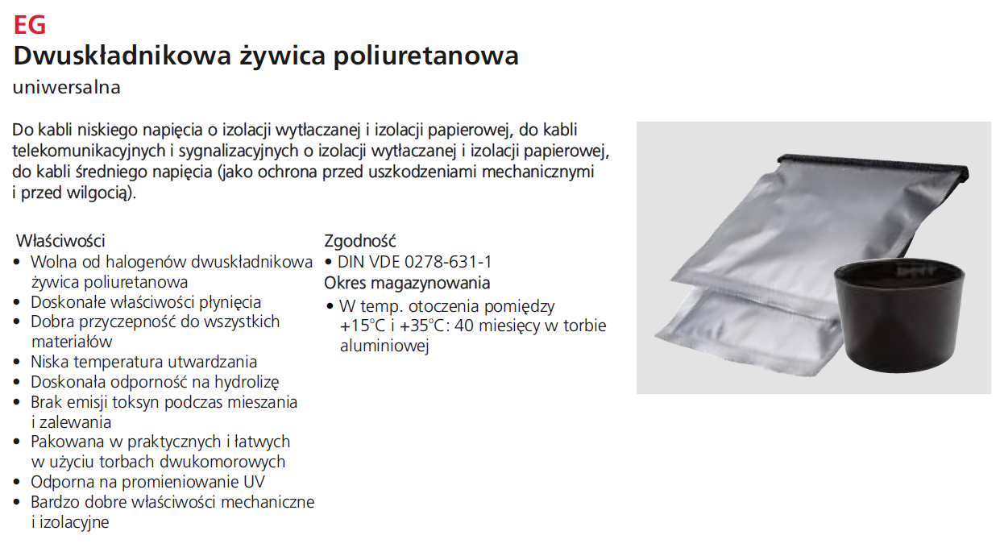 EG
Dwuskładnikowa żywica poliuretanowa
uniwersalna
Do kabli niskiego napięcia o izolacji wytłaczanej i izolacji papierowej, do kabli
telekomunikacyjnych i sygnalizacyjnych o izolacji wytłaczanej i izolacji papierowej,
do kabli średniego napięcia (jako ochrona przed uszkodzeniami mechanicznymi
i przed wilgocią).
Właściwości
• Wolna od halogenów dwuskładnikowa
żywica poliuretanowa
• Doskonałe właściwości płynięcia
• Dobra przyczepność do wszystkich
materiałów
• Niska temperatura utwardzania
• Doskonała odporność na hydrolizę
• Brak emisji toksyn podczas mieszania
i zalewania
• Pakowana w praktycznych i łatwych
w użyciu torbach dwukomorowych
• Odporna na promieniowanie UV
• Bardzo dobre właściwości mechaniczne
i izolacyjne
Zgodność
• DIN VDE 0278-631-1
Okres magazynowania
• W temp. otoczenia pomiędzy
+15°C i +35°C: 40 miesięcy w torbie
aluminiowej